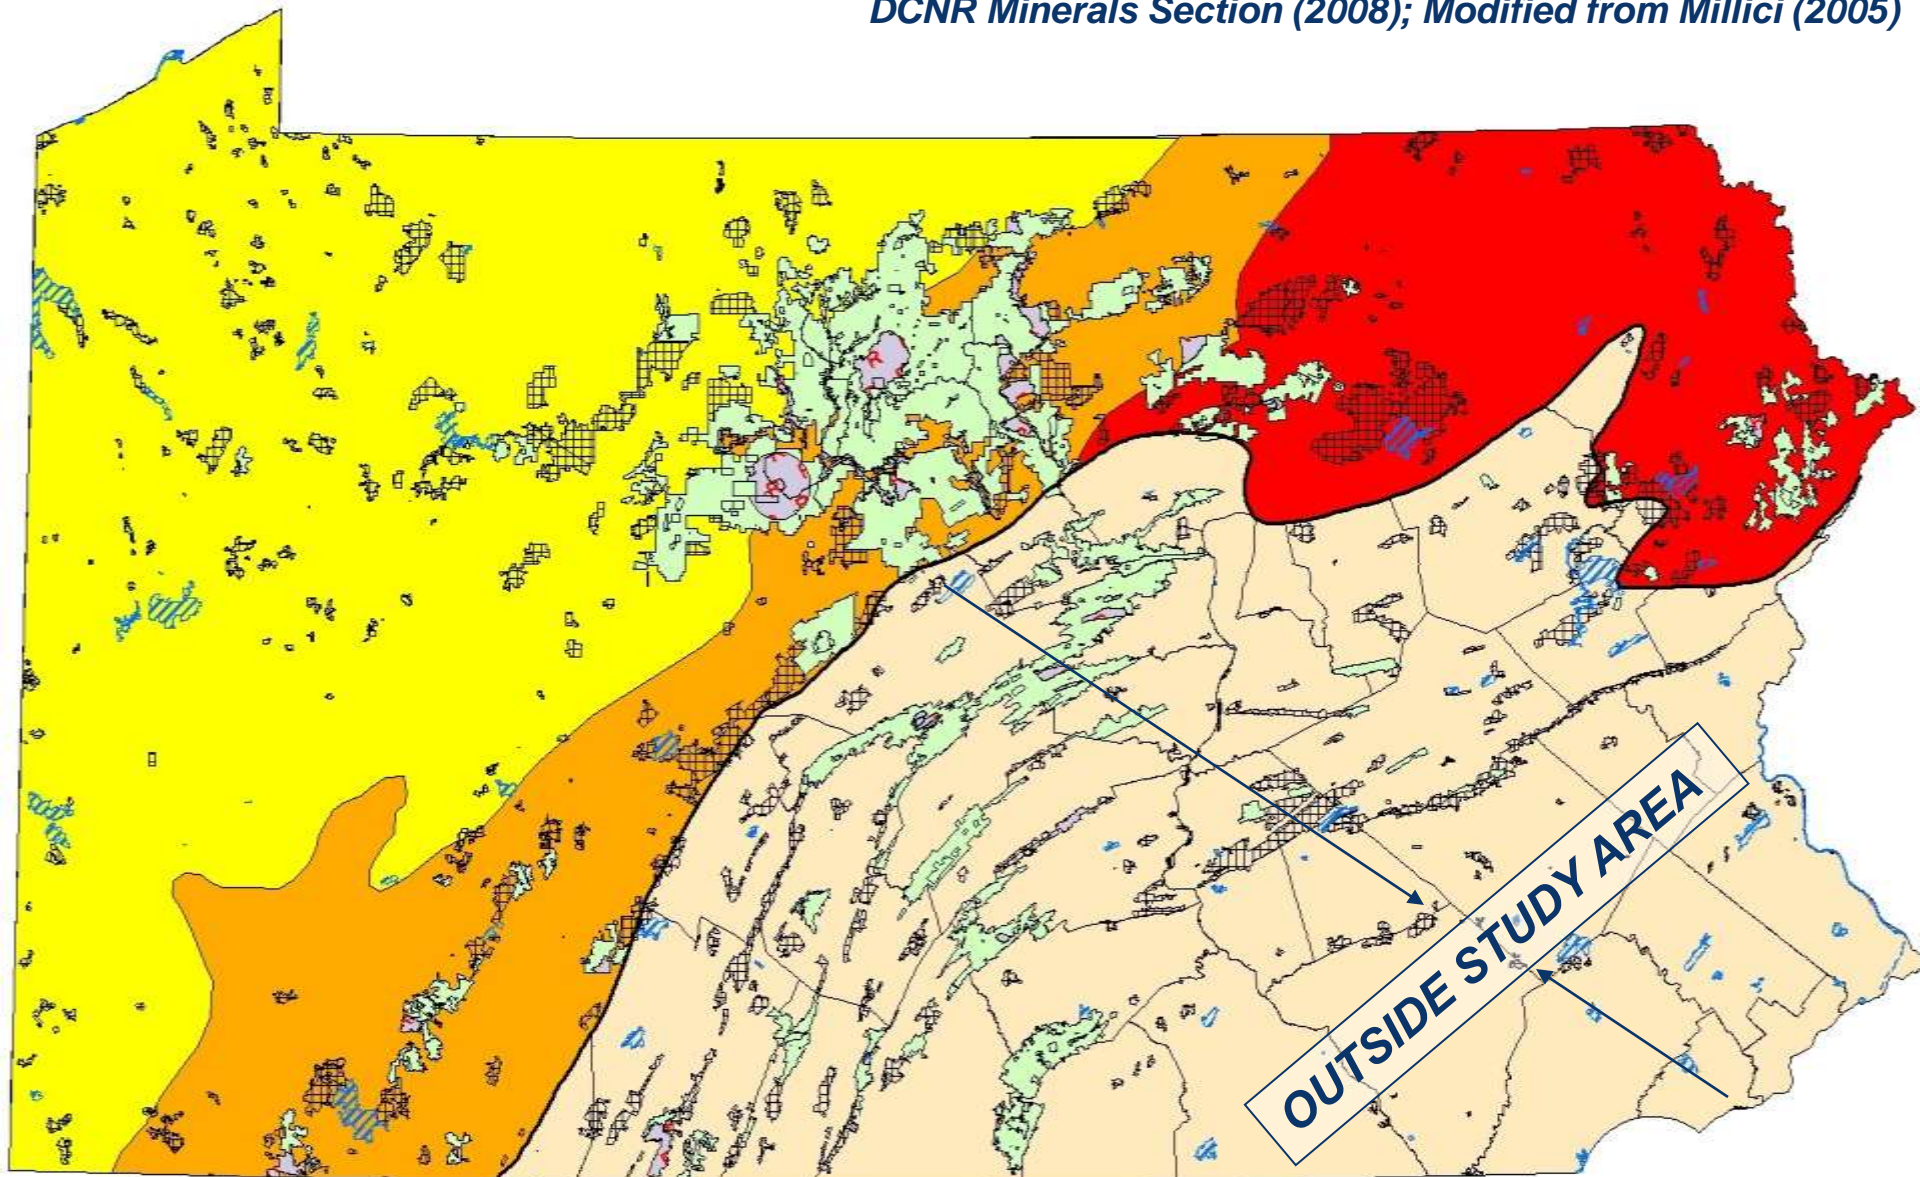 DCNR Minerals Section (2008); Modified from Millici (2005)
OUTSIDE STUDY AREA